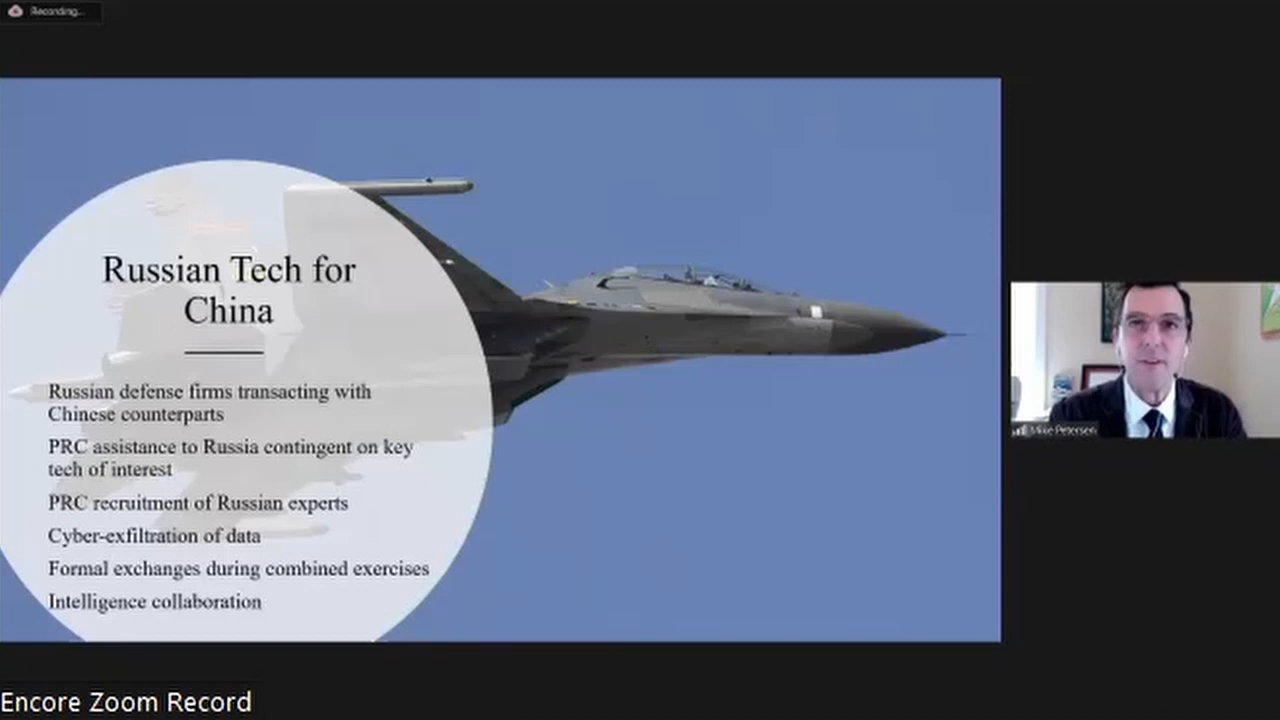 Recording...
Russian Tech for
China
Russian defense firms transacting with
Chinese counterparts
PRC assistance to Russia contingent on key
tech of interest
PRC recruitment of Russian experts
Cyber-exfiltration of data
Formal exchanges during combined exercises
Intelligence collaboration
Mike Petersen
Encore Zoom Record